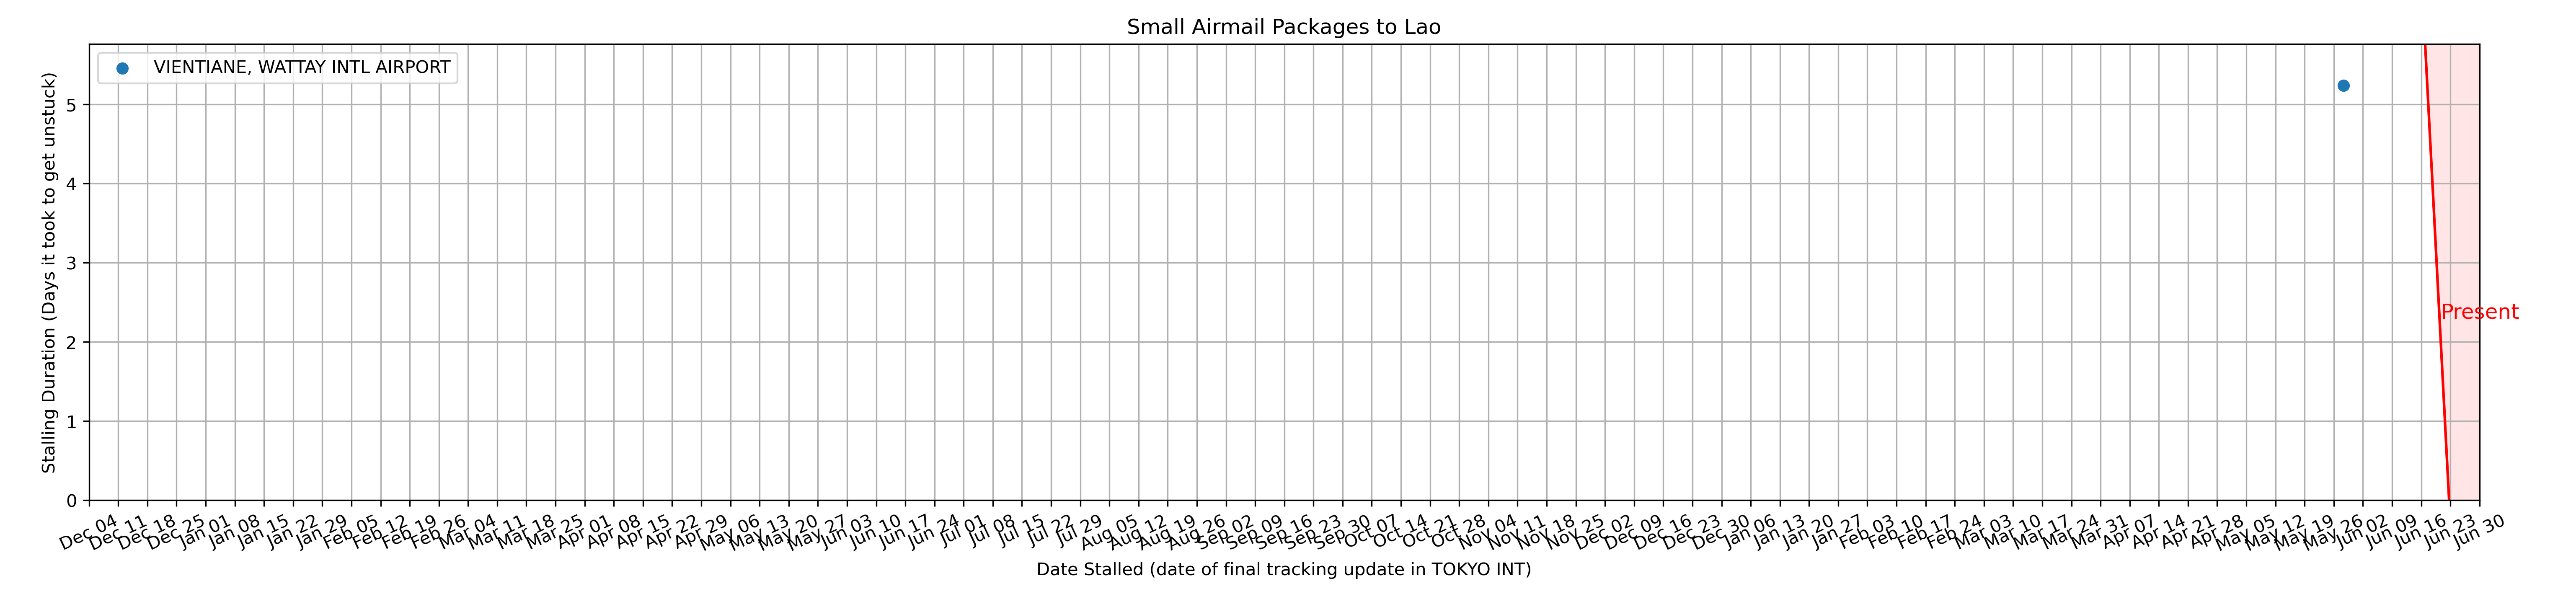 Small Airmail Packages to Lao
VIENTIANE, WATTAY INTL AIRPORT
Stalling Duration (Days it took to get unstuck)
5
4
3
2
1
0
Present
Dec 04
Dec 11
Dec 18
Dec 25
Jan 01
Jan 08
Jan 15
Jan 22
Jan 29
Feb 05
Feb 12
Feb 19
Feb 26
Mar 04
Mar 11
Mar 18
Mar 25
Apr 01
Apr 08
Apr 15
Apr 22
Apr 29
May 06
May 13
May 20
May 27
Jun 03
Jun 10
Jun 17
Jun 24
Jul 01
Jul 08
Jul 15
Jul 22
Jul 29
Aug 05
Aug 12
Aug 19
Aug 26
Sep 02
Sep 09
Sep 16
Sep 23
Sep 30
Oct 07
Oct 14
Oct 21
Oct 28
Nov 04
Nov 11
Nov 18
Nov 25
Dec 02
Dec 09
Dec 16
Dec 23
Dec 30
Jan 06
Jan 13
Jan 20
Jan 27
Feb 03
Feb 10
Feb 17
Feb 24
Mar 03
Mar 10
Mar 17
Mar 24
Mar 31
Apr 07
Apr 14
Apr 21
Apr 28
May 05
May 12
May 19
May 26
Jun 02
Jun 09
Jun 16
Jun 23
Jun 30
Date Stalled (date of final tracking update in TOKYO INT)